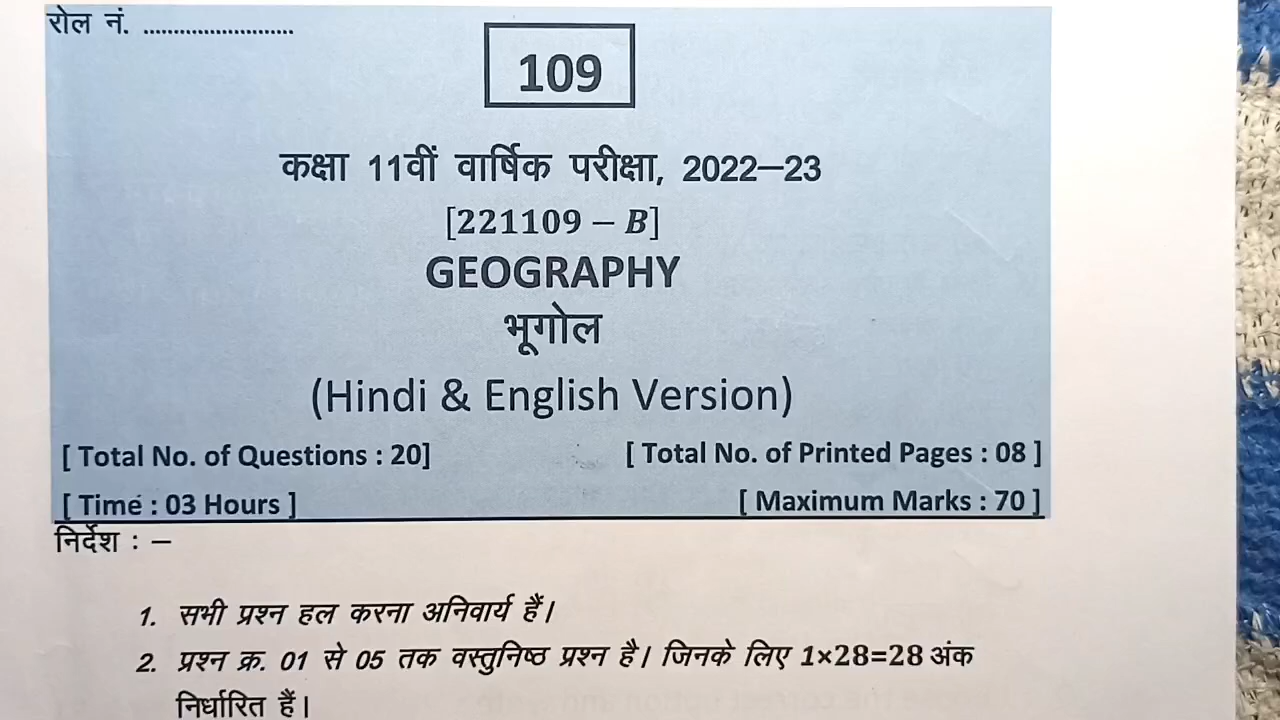 रोल नं. .........................
109
कक्षा 11वीं वार्षिक परीक्षा, 2022–23
[221109 – B]
GEOGRAPHY
भूगोल
(Hindi & English Version)
[ Total No. of Questions : 20] [ Total No. of Printed Pages : 08 ]
[ Time : 03 Hours ] [ Maximum Marks : 70 ]
निर्देश : –
1. सभी प्रश्न हल करना अनिवार्य हैं।
2. प्रश्न क्र. 01 से 05 तक वस्तुनिष्ठ प्रश्न है। जिनके लिए 1×28=28 अंक
निर्धारित हैं।